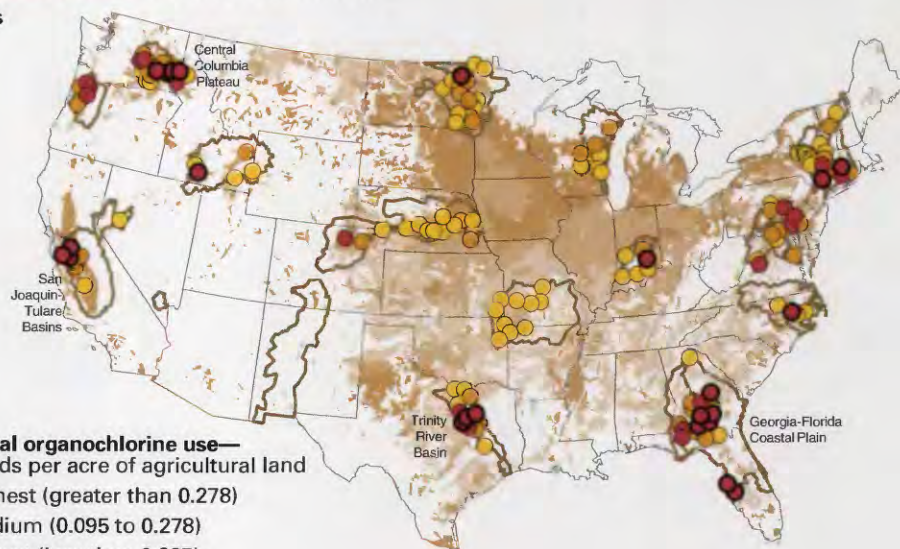 s
Central
Columbia
Plateau
San
Joaquin-
Tulare
Basins
Trinity
River
Basin
Georgia-Florida
Coastal Plain
al organochlorine use—
ds per acre of agricultural land
nest (greater than 0.278)
dium (0.095 to 0.278)